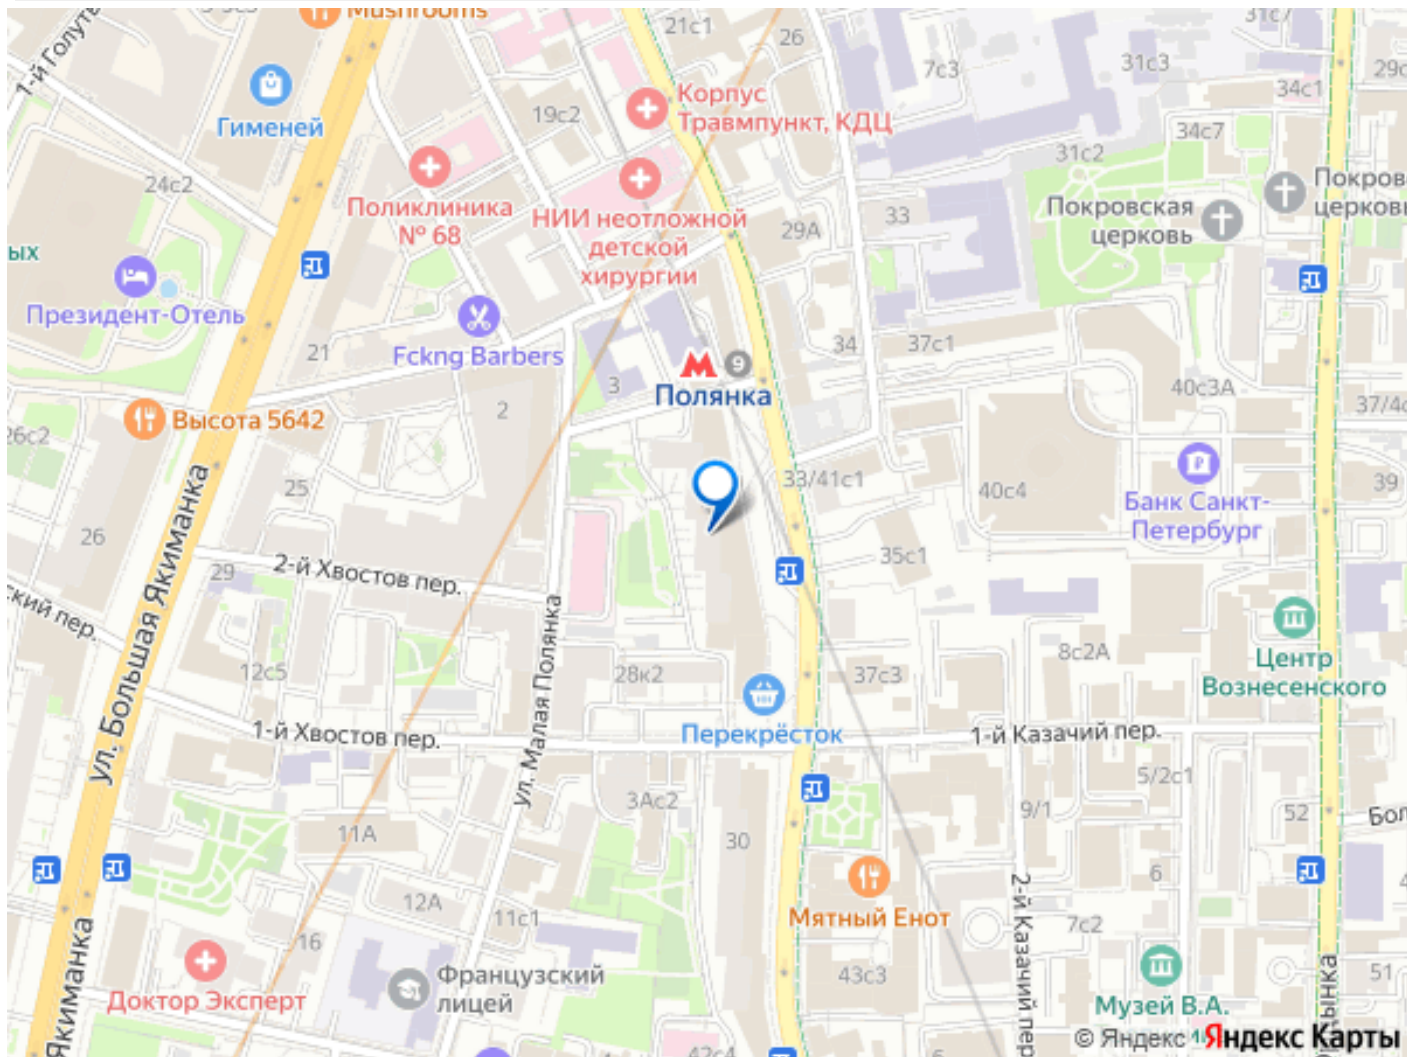 Mushrooms
21с1
26
31с7
29с
7с3
31с3
34с1
1-й Голутв
Гименей
19с2
Корпус
Травмпункт, КДЦ
34с7
31с2
24с2
Поликлиника
№ 68
НИИ неотложной
детской
хирургии
33
29А
Покровская
церковь
Покров
церковь
ых
Президент-Отель
21
Fckng Barbers
34
37с1
3
9
Полянка
2
40с3А
37/4с
Высота 5642
26с2
25
33/41с1
40с4
Банк Санкт-
Петербург
39
26
29
2-й Хвостов пер.
35с1
ский пер.
ул. Большая Якиманка
ул. Малая Полянка
12с5
28к2
37с3
8с2А
Центр
Вознесенского
1-й Хвостов пер.
Перекрёсток
1-й Казачий пер.
5/2с1
3Ас2
9/1
52
Бол
11А
30
6
12А
11с1
Мятный Енот
2-й Казачий пер
7с2
16
Якиманка
Доктор Эксперт
Французский
лицей
43с3
Музей В.А.
51
дынка
42с4
© Яндекс
Яндекс Карты